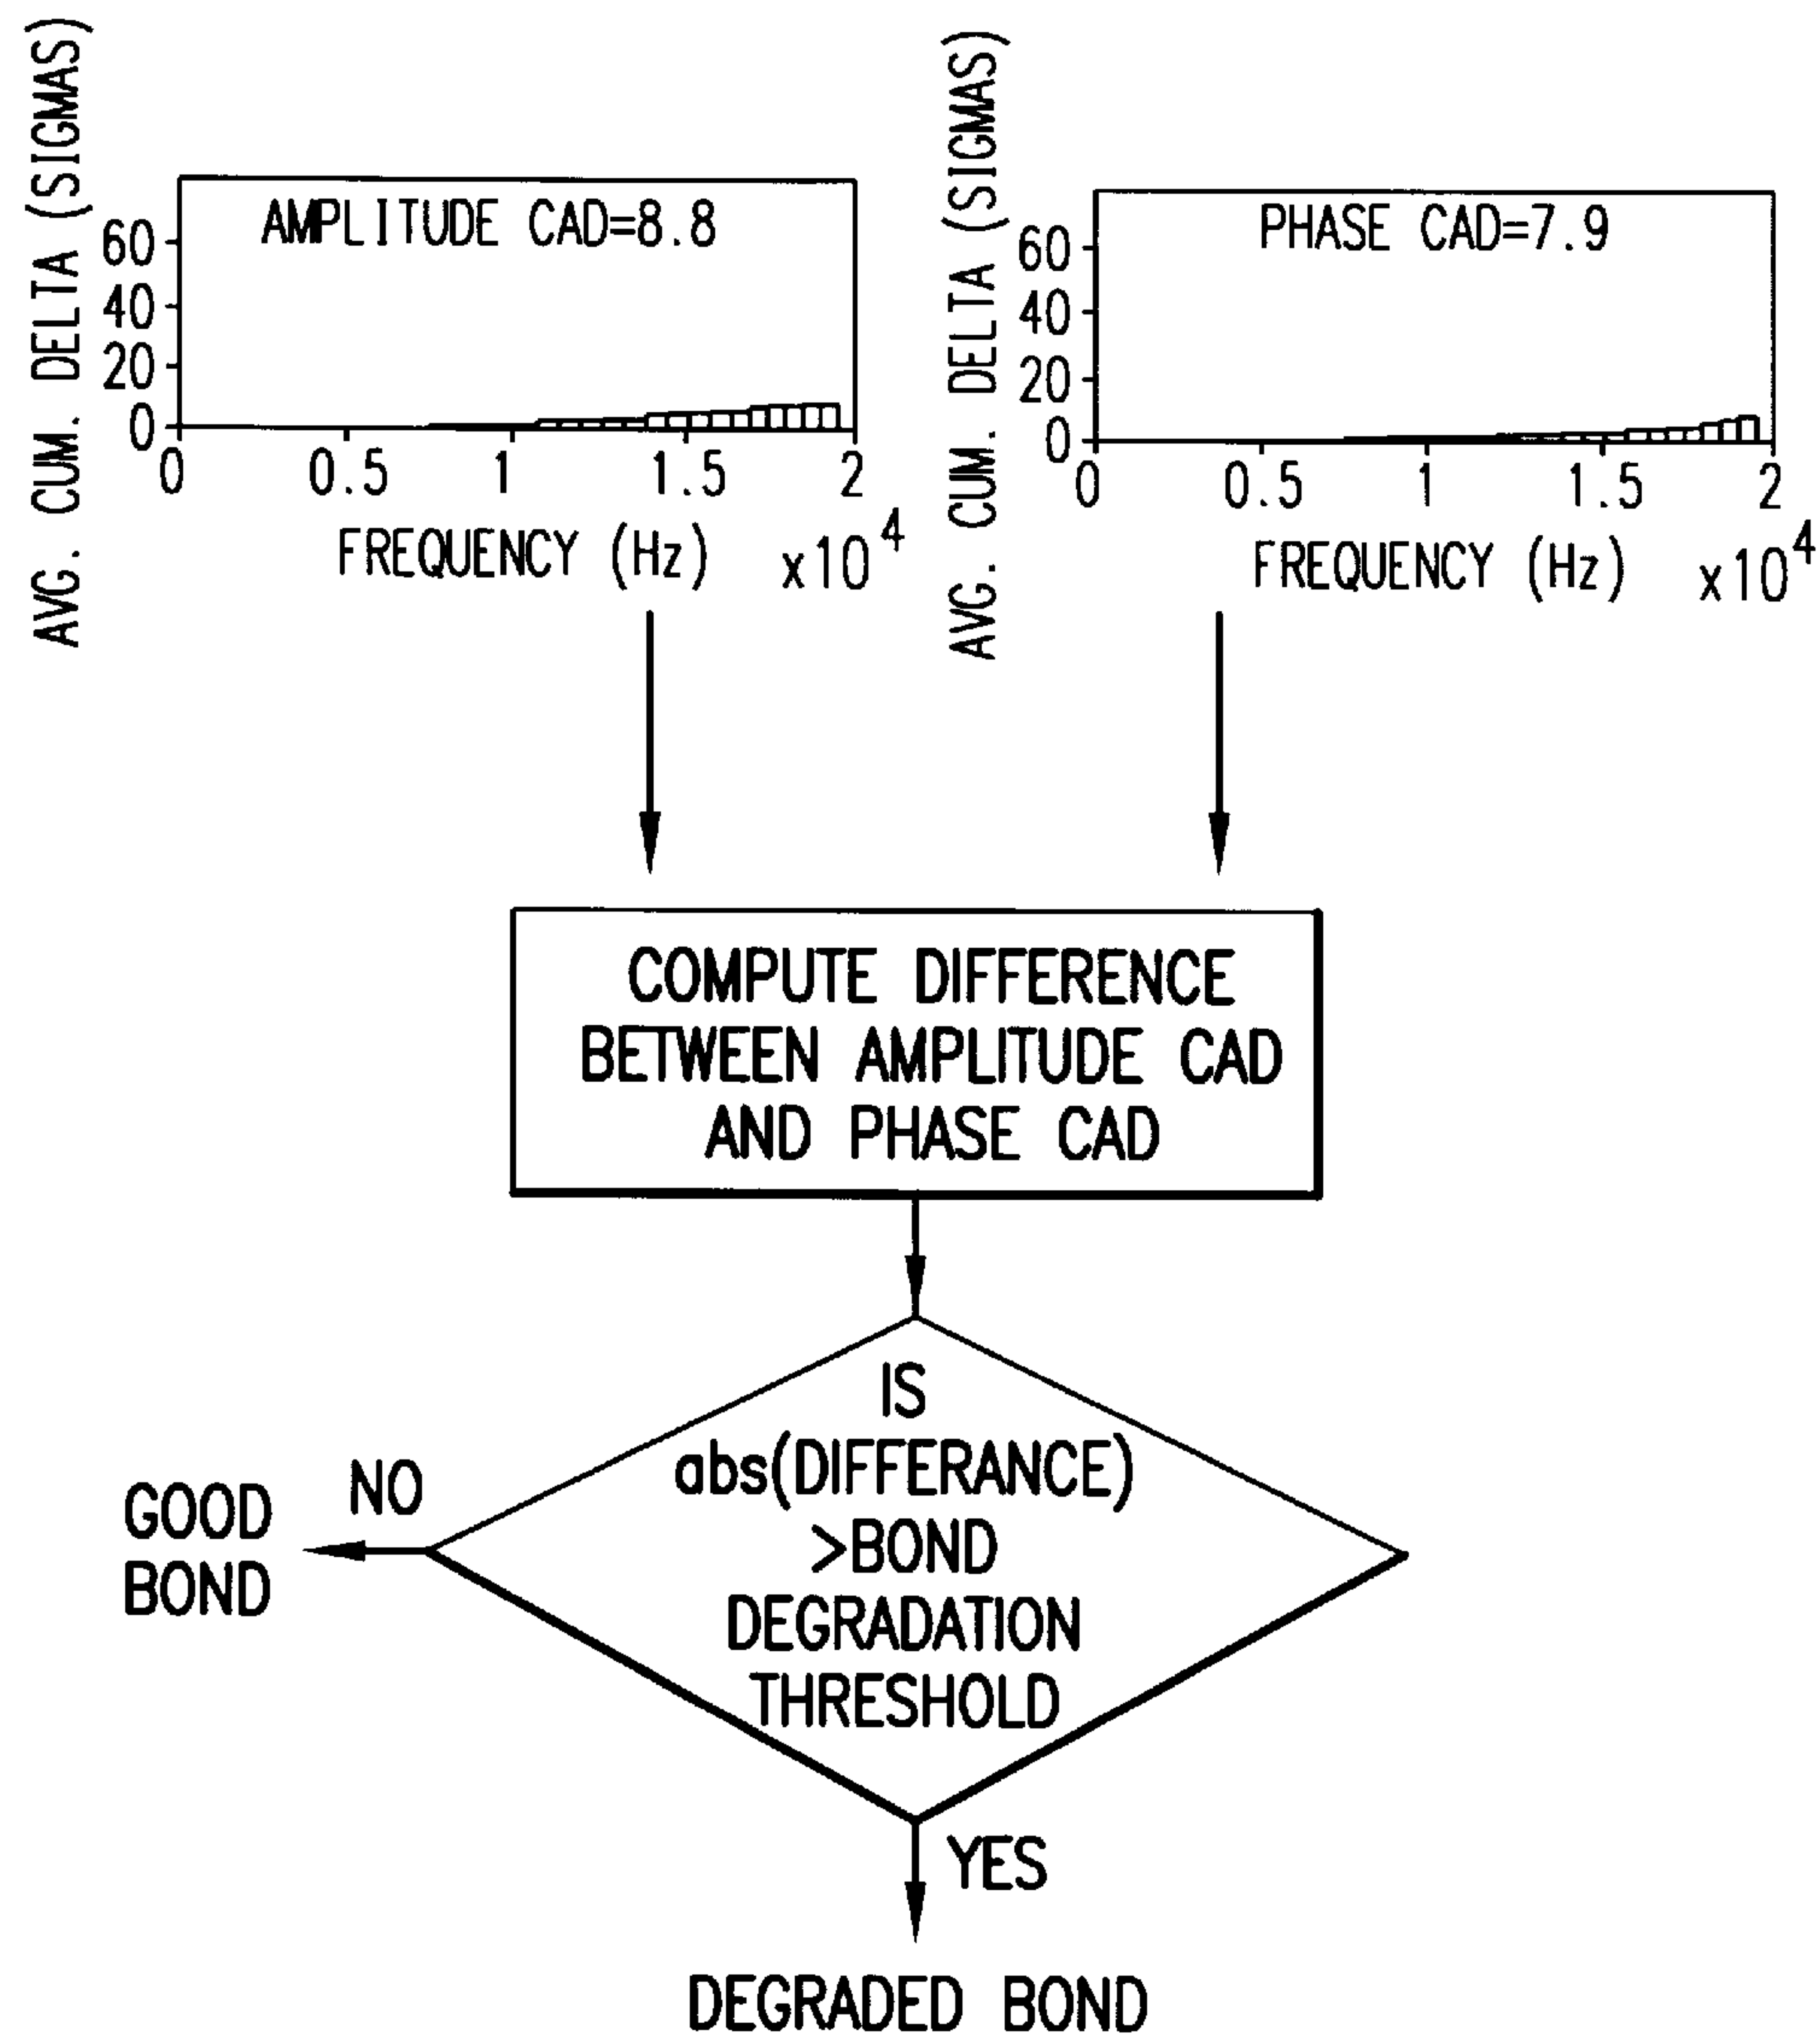 AVG. CUM. DELTA (SIGMAS)
AMPLITUDE CAD=8.8
60
40
20
0
0 0.5 1 1.5 2
FREQUENCY (Hz) x10^4
AVG. CUM. DELTA (SIGMAS)
PHASE CAD=7.9
60
40
20
0
0 0.5 1 1.5 2
FREQUENCY (Hz) x10^4
COMPUTE DIFFERENCE
BETWEEN AMPLITUDE CAD
AND PHASE CAD
IS
abs(DIFFERANCE)
>BOND
DEGRADATION
THRESHOLD
NO
GOOD
BOND
YES
DEGRADED BOND